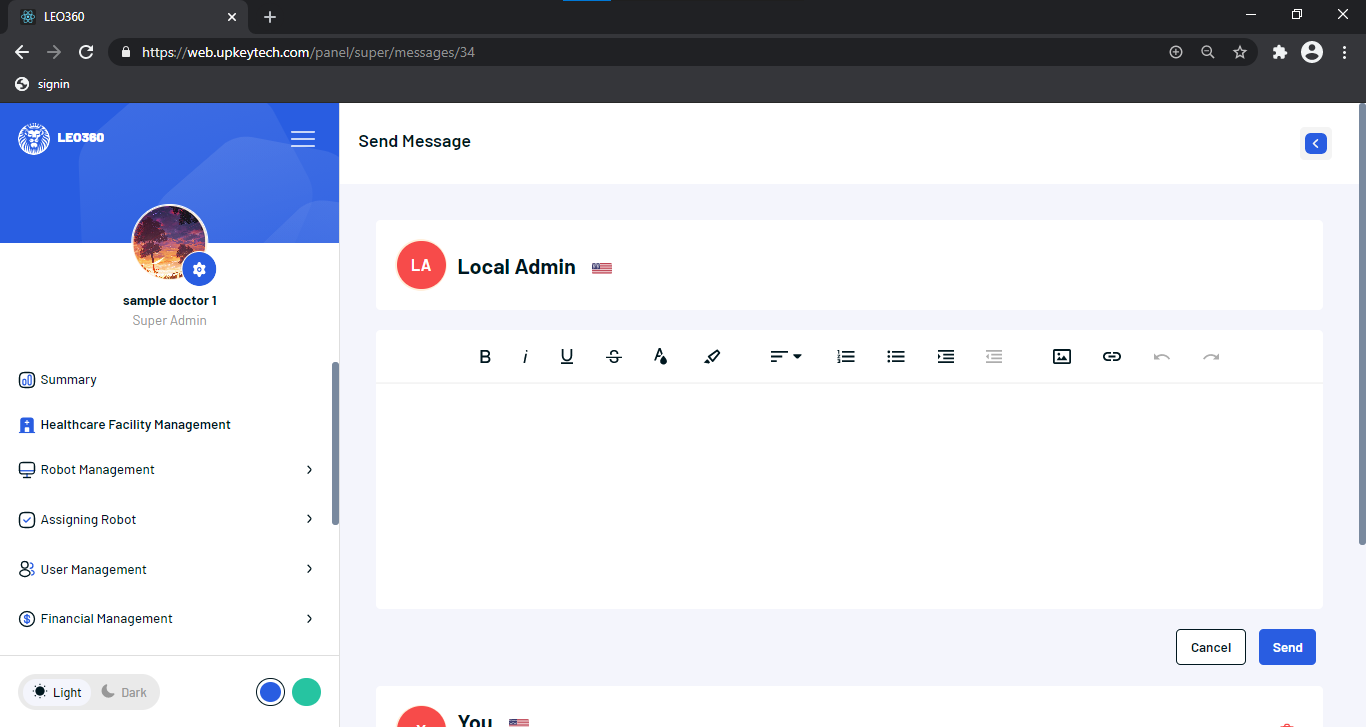 LEO360
https://web.upkeytech.com/panel/super/messages/34
signin
LEO360
sample doctor 1
Super Admin
Summary
Healthcare Facility Management
Robot Management
Assigning Robot
User Management
Financial Management
Light
Dark
Send Message
LA
Local Admin
B i U S A
Cancel
Send
You